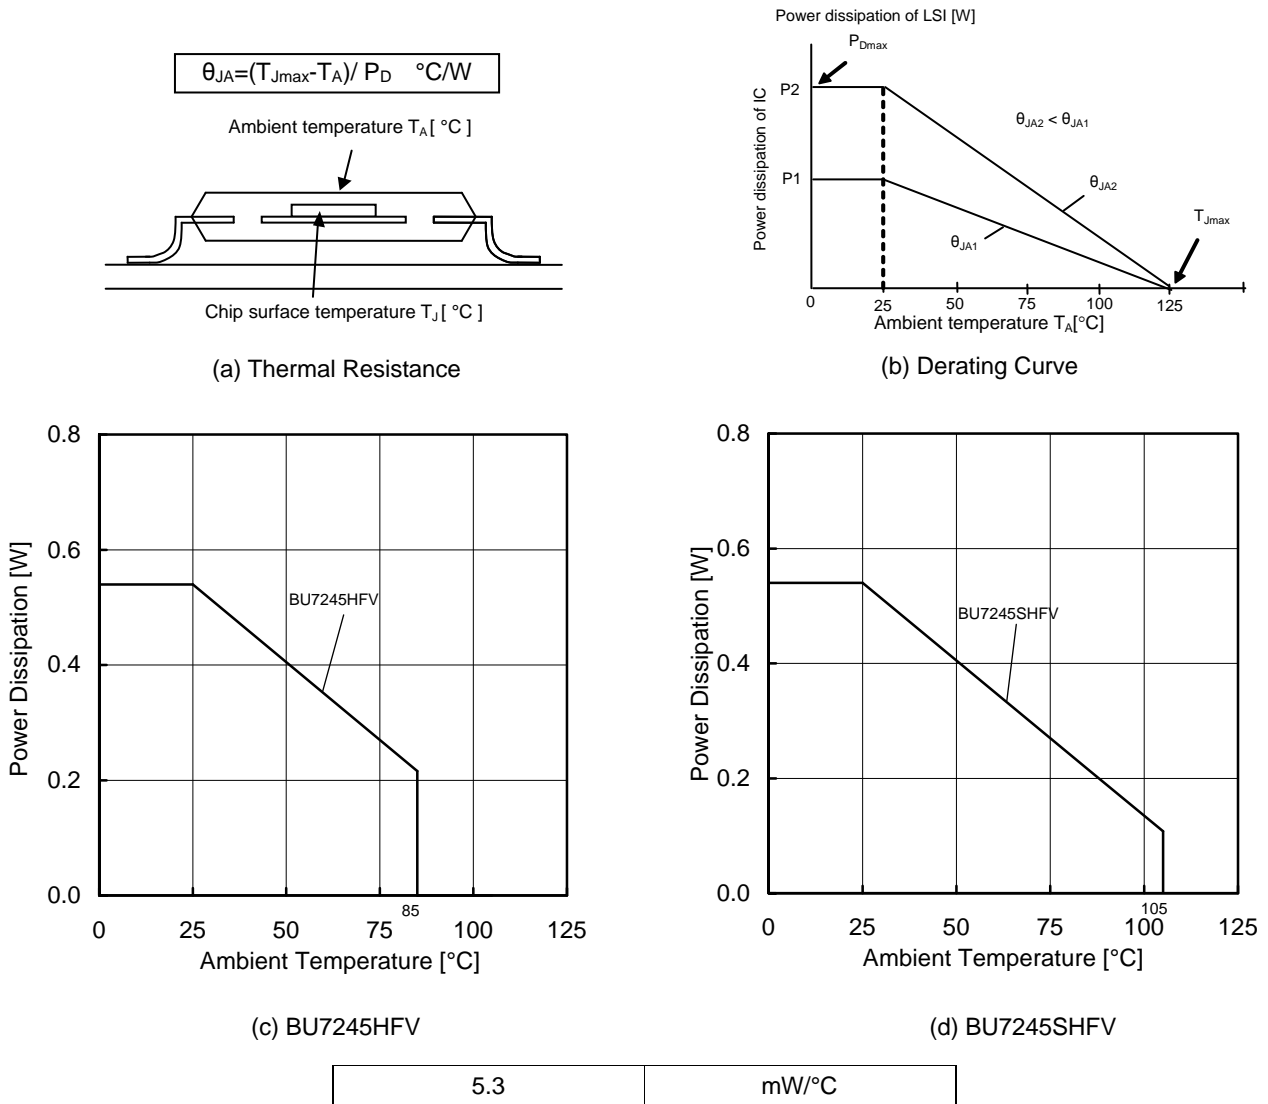 θJA=(TJmax-TA)/ PD °C/W
Ambient temperature TA[ °C ]
Chip surface temperature TJ[ °C ]
(a) Thermal Resistance
Power dissipation of LSI [W]
PDmax
P2
P1
Power dissipation of IC
θJA2 < θJA1
θJA2
θJA1
TJmax
0 25 50 75 100 125
Ambient temperature TA[°C]
(b) Derating Curve
0.8
0.6
0.4
0.2
0.0
Power Dissipation [W]
BU7245HFV
85
0 25 50 75 100 125
Ambient Temperature [°C]
(c) BU7245HFV
0.8
0.6
0.4
0.2
0.0
Power Dissipation [W]
BU7245SHFV
105
0 25 50 75 100 125
Ambient Temperature [°C]
(d) BU7245SHFV
5.3 mW/°C